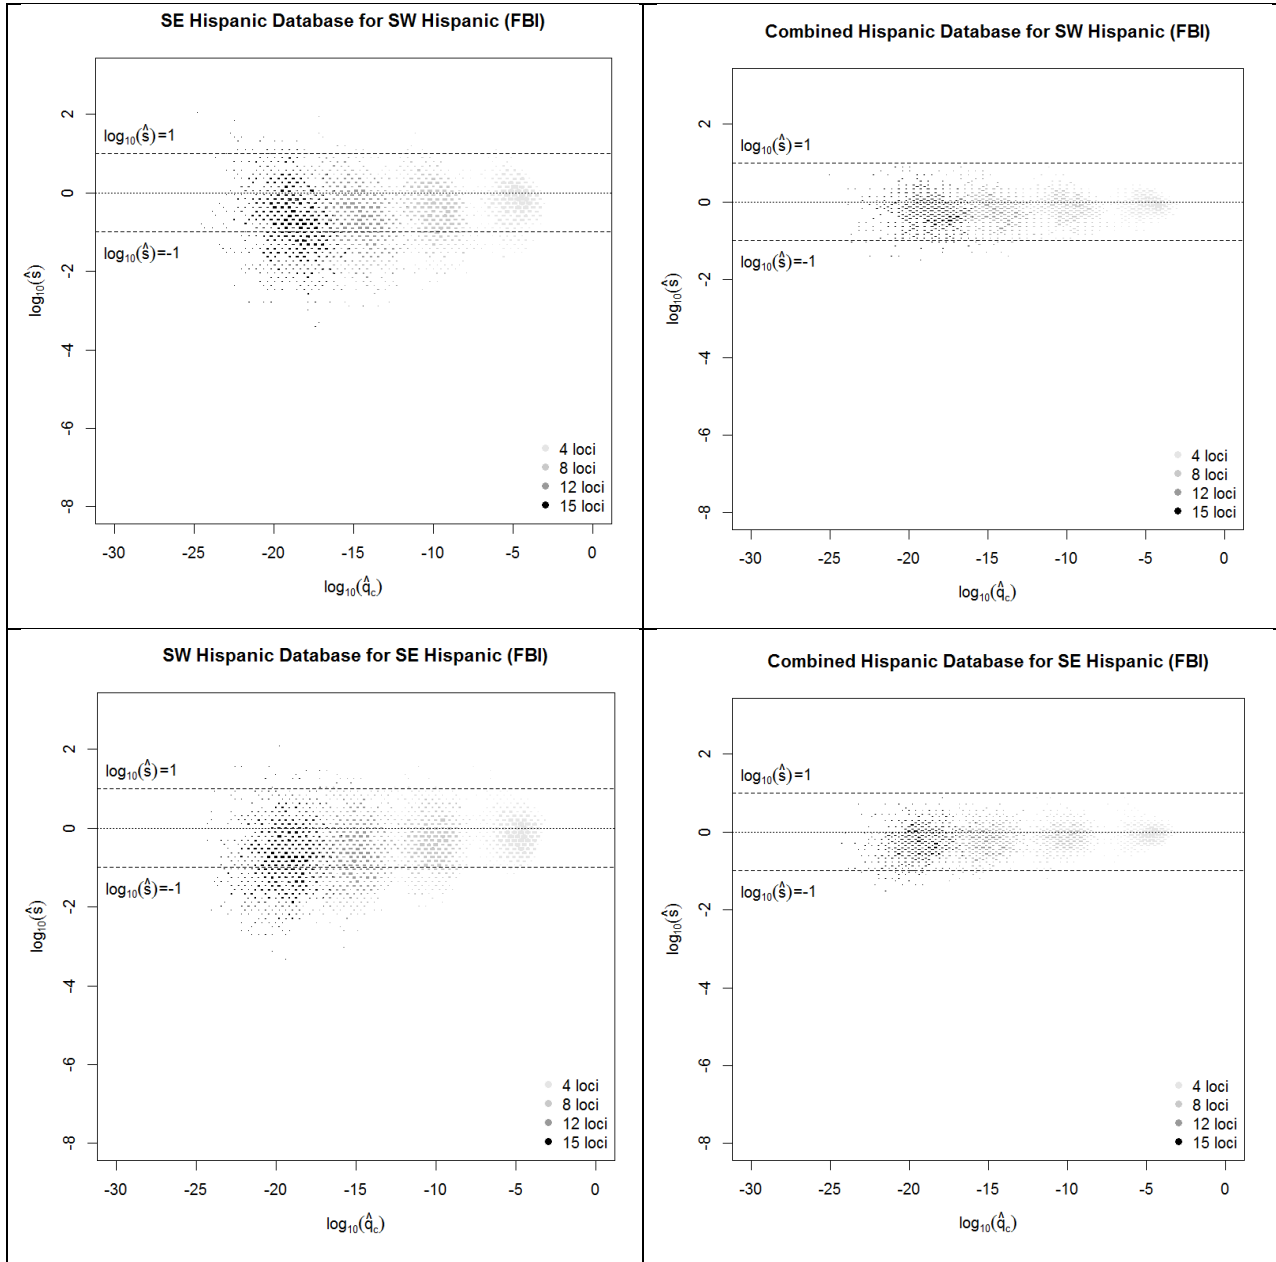 SE Hispanic Database for SW Hispanic (FBI)
log₁₀(ŝ)
2
0
-2
-4
-6
-8
log₁₀(ŝ)=1
log₁₀(ŝ)=-1
4 loci
8 loci
12 loci
15 loci
-30 -25 -20 -15 -10 -5 0
log₁₀(q̂c)
Combined Hispanic Database for SW Hispanic (FBI)
log₁₀(ŝ)
2
0
-2
-4
-6
-8
log₁₀(ŝ)=1
log₁₀(ŝ)=-1
4 loci
8 loci
12 loci
15 loci
-30 -25 -20 -15 -10 -5 0
log₁₀(q̂c)
SW Hispanic Database for SE Hispanic (FBI)
log₁₀(ŝ)
2
0
-2
-4
-6
-8
log₁₀(ŝ)=1
log₁₀(ŝ)=-1
4 loci
8 loci
12 loci
15 loci
-30 -25 -20 -15 -10 -5 0
log₁₀(q̂c)
Combined Hispanic Database for SE Hispanic (FBI)
log₁₀(ŝ)
2
0
-2
-4
-6
-8
log₁₀(ŝ)=1
log₁₀(ŝ)=-1
4 loci
8 loci
12 loci
15 loci
-30 -25 -20 -15 -10 -5 0
log₁₀(q̂c)